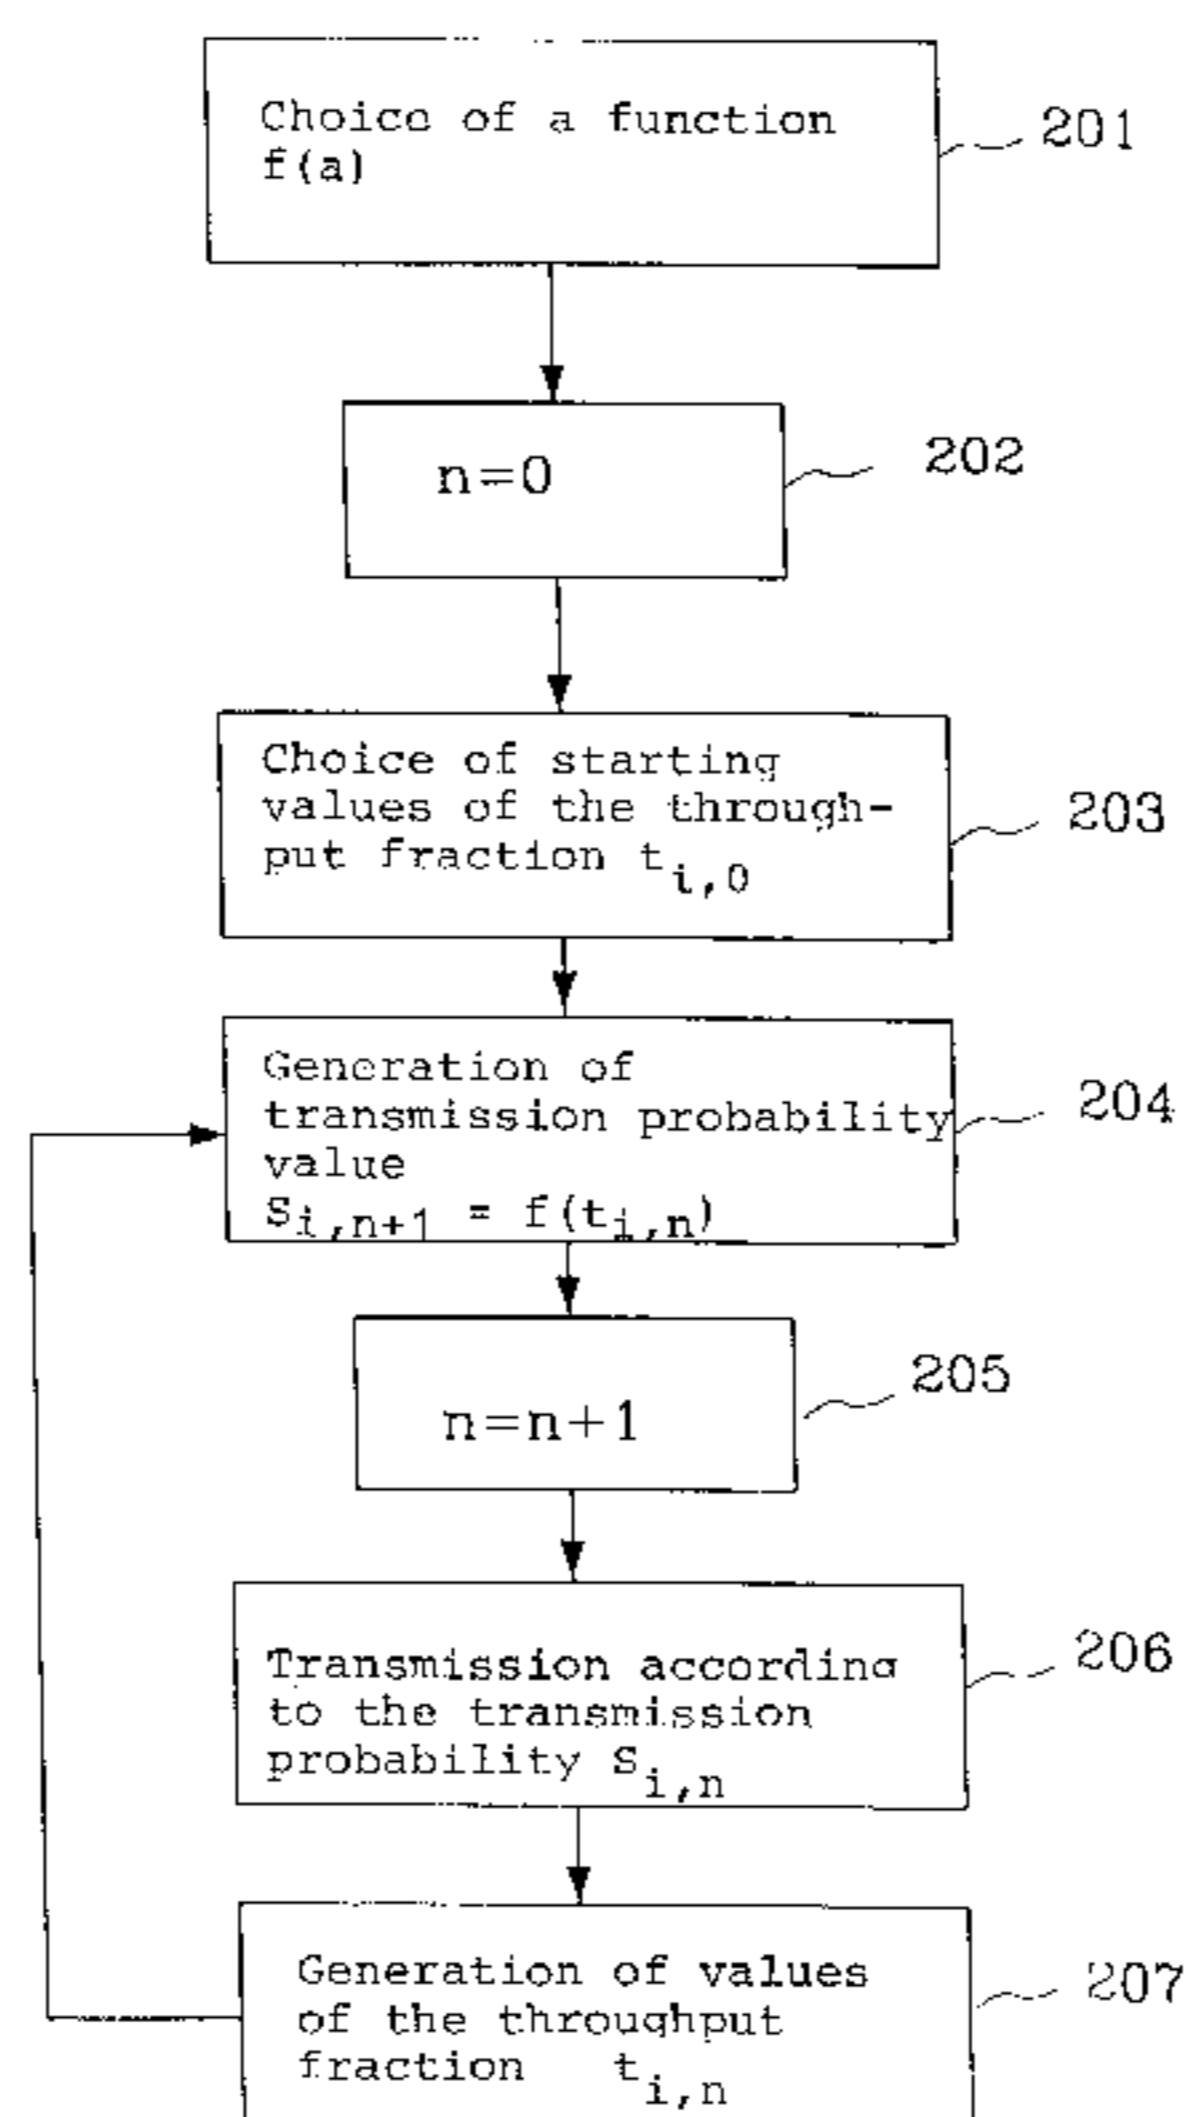 Choice of a function
f(a)
201
n=0
202
Choice of starting
values of the through-
put fraction t_i,0
203
Generation of
transmission probability
value
S_i,n+1 = f(t_i,n)
204
n=n+1
205
Transmission according
to the transmission
probability S_i,n
206
Generation of values
of the throughput
fraction t_i,n
207